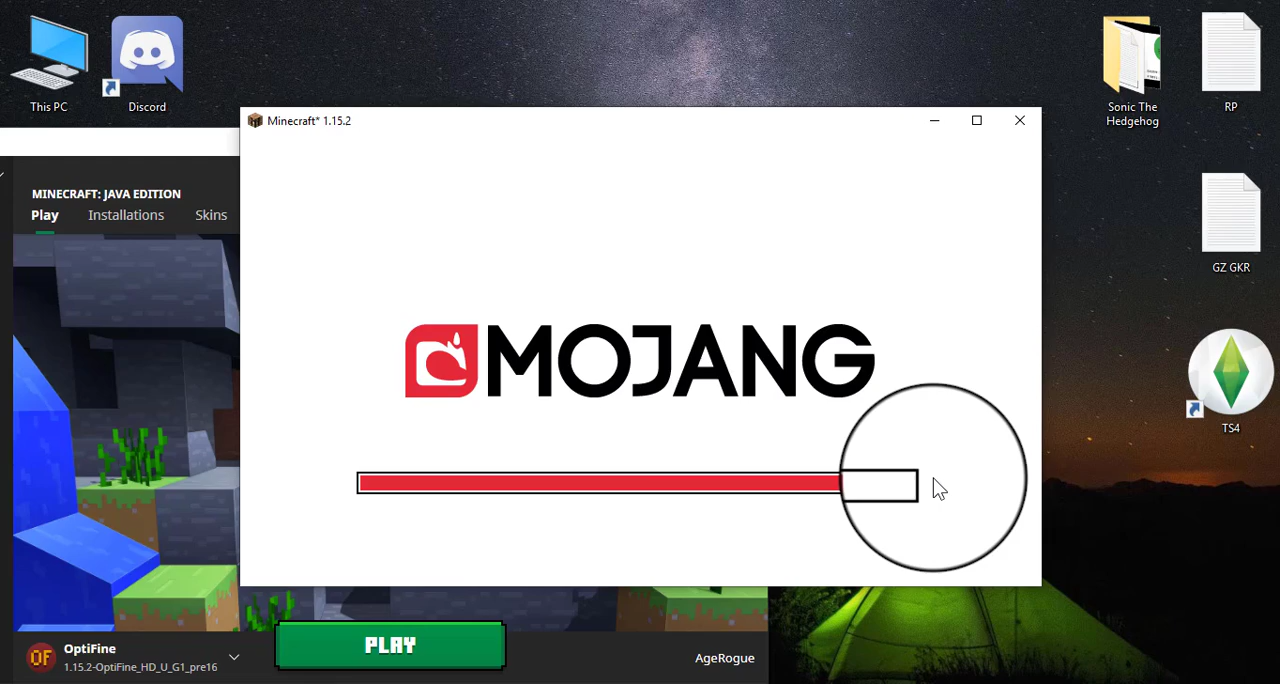 This PC
Discord
Sonic The
Hedgehog
RP
Minecraft* 1.15.2
MINECRAFT: JAVA EDITION
Play
Installations
Skins
GZ GKR
MOJANG
TS4
PLAY
OF
OptiFine
1.15.2-OptiFine_HD_U_G1_pre16
AgeRogue